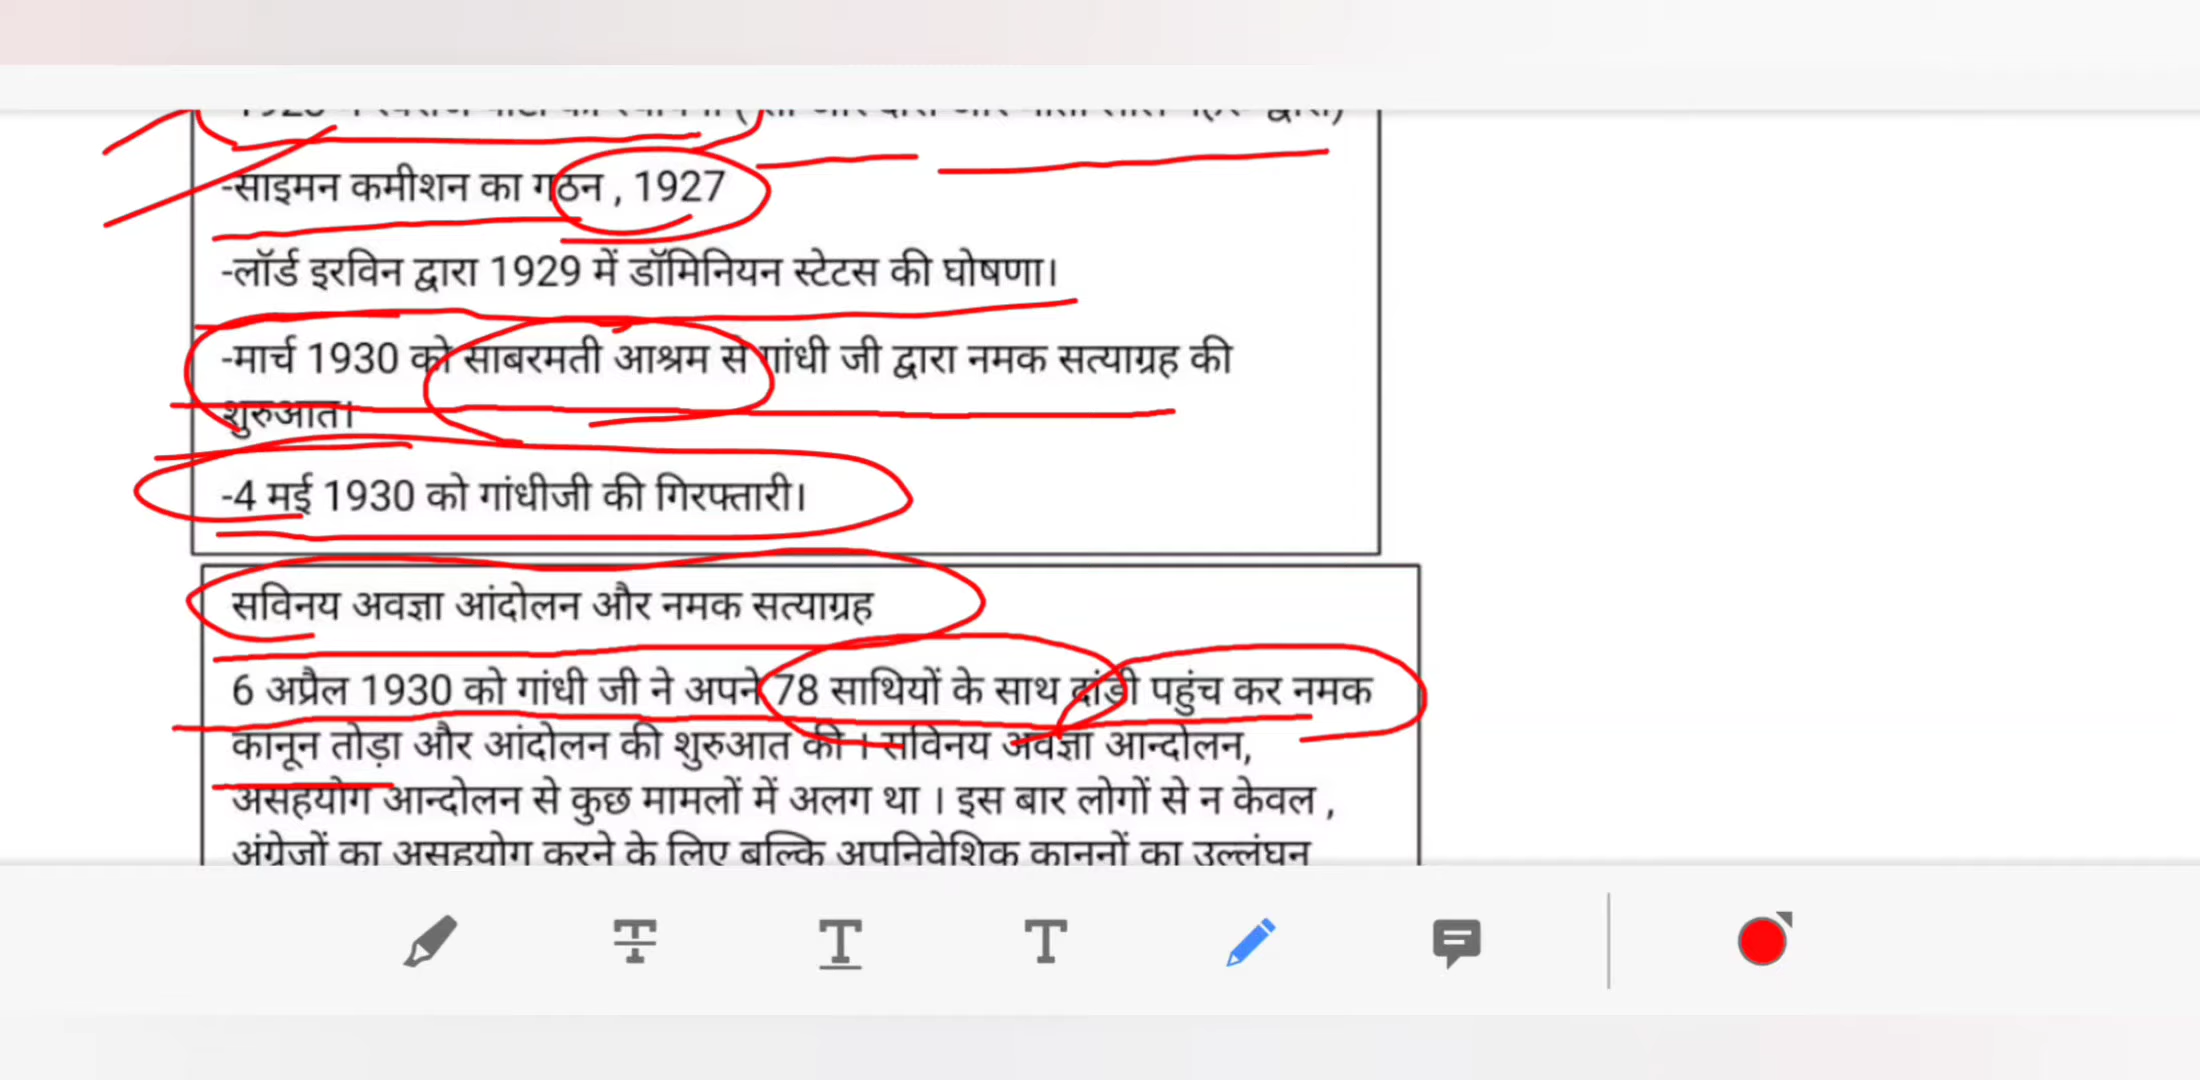 -साइमन कमीशन का गठन , 1927
-लॉर्ड इरविन द्वारा 1929 में डॉमिनियन स्टेटस की घोषणा।
-मार्च 1930 को साबरमती आश्रम से गांधी जी द्वारा नमक सत्याग्रह की
शुरुआत।
-4 मई 1930 को गांधीजी की गिरफ्तारी।
सविनय अवज्ञा आंदोलन और नमक सत्याग्रह
6 अप्रैल 1930 को गांधी जी ने अपने 78 साथियों के साथ दांडी पहुंच कर नमक
कानून तोड़ा और आंदोलन की शुरुआत की । सविनय अवज्ञा आन्दोलन,
असहयोग आन्दोलन से कुछ मामलों में अलग था । इस बार लोगों से न केवल ,
अंग्रेजों का असहयोग करने के लिए बल्कि अपनिवेशिक कानूनों का उल्लंघन